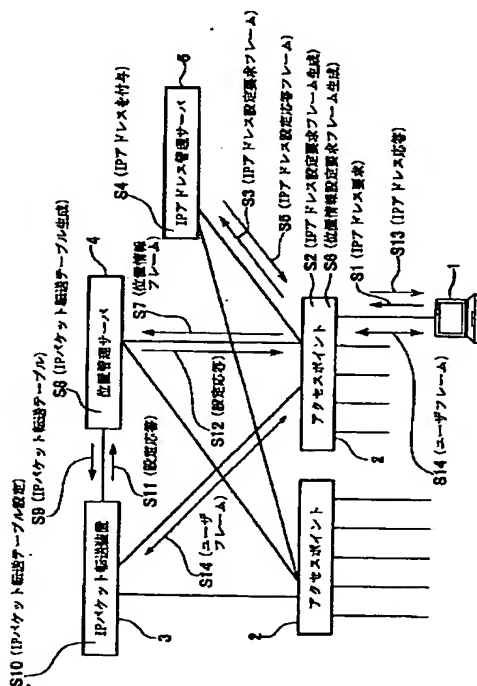 S10 (IPパケット転送テーブル設定)
IPパケット転送装置
3
S9 (IPパケット転送テーブル)
S11 (設定応答)
S8 (IPパケット転送テーブル生成)
4
位置管理サーバ
S7 (位置情報
フレーム)
S12 (設定応答)
S4 (IPアドレスを付与)
5
IPアドレス管理サーバ
S3 (IPアドレス設定要求フレーム)
S5 (IPアドレス設定応答フレーム)
S14 (ユーザ
フレーム)
アクセスポイント
2
アクセスポイント
2
S2 (IPアドレス設定要求フレーム生成)
S6 (位置情報設定要求フレーム生成)
S1 (IPアドレス要求)
S13 (IPアドレス応答)
S14 (ユーザフレーム)
1